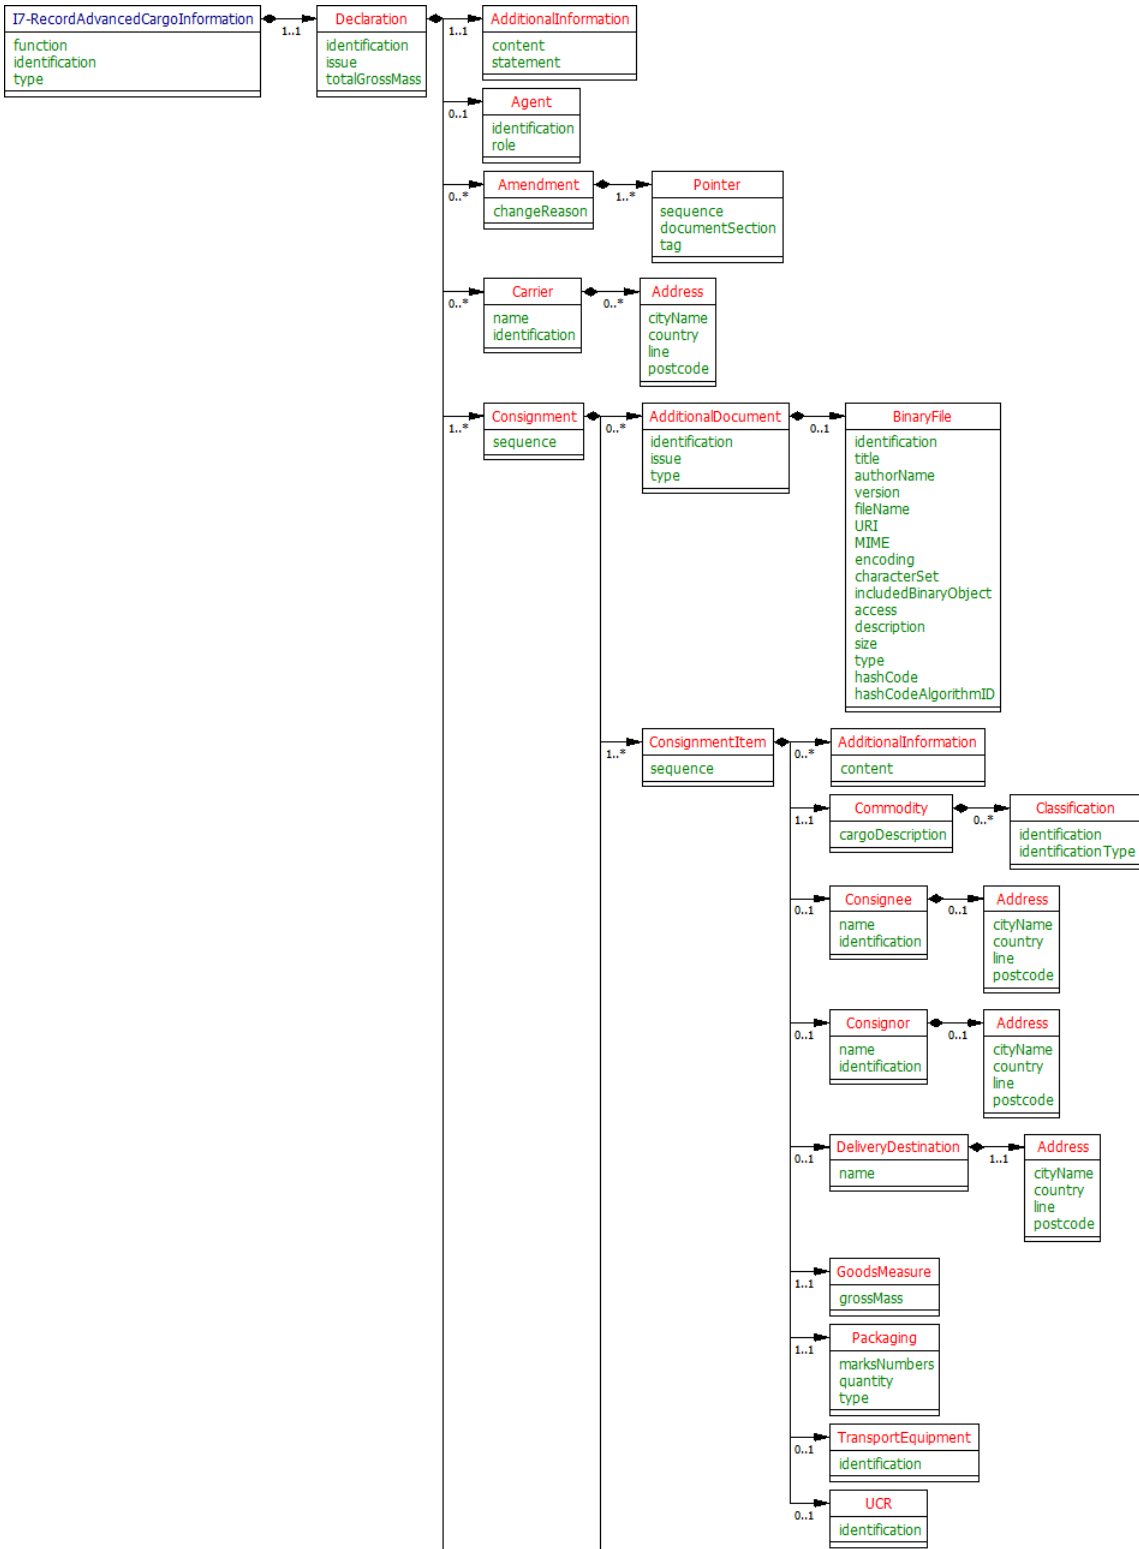 I7-RecordAdvancedCargoInformation
function
identification
type
1..1
Declaration
identification
issue
totalGrossMass
1..1
AdditionalInformation
content
statement
0..1
Agent
identification
role
0..*
Amendment
changeReason
1..*
Pointer
sequence
documentSection
tag
0..*
Carrier
name
identification
0..*
Address
cityName
country
line
postcode
1..*
Consignment
sequence
0..*
AdditionalDocument
identification
issue
type
0..1
BinaryFile
identification
title
authorName
version
fileName
URI
MIME
encoding
characterSet
includedBinaryObject
access
description
size
type
hashCode
hashCodeAlgorithmID
1..*
ConsignmentItem
sequence
0..*
AdditionalInformation
content
1..1
Commodity
cargoDescription
0..*
Classification
identification
identificationType
0..1
Consignee
name
identification
0..1
Address
cityName
country
line
postcode
0..1
Consignor
name
identification
0..1
Address
cityName
country
line
postcode
0..1
DeliveryDestination
name
1..1
Address
cityName
country
line
postcode
1..1
GoodsMeasure
grossMass
1..1
Packaging
marksNumbers
quantity
type
0..1
TransportEquipment
identification
0..1
UCR
identification